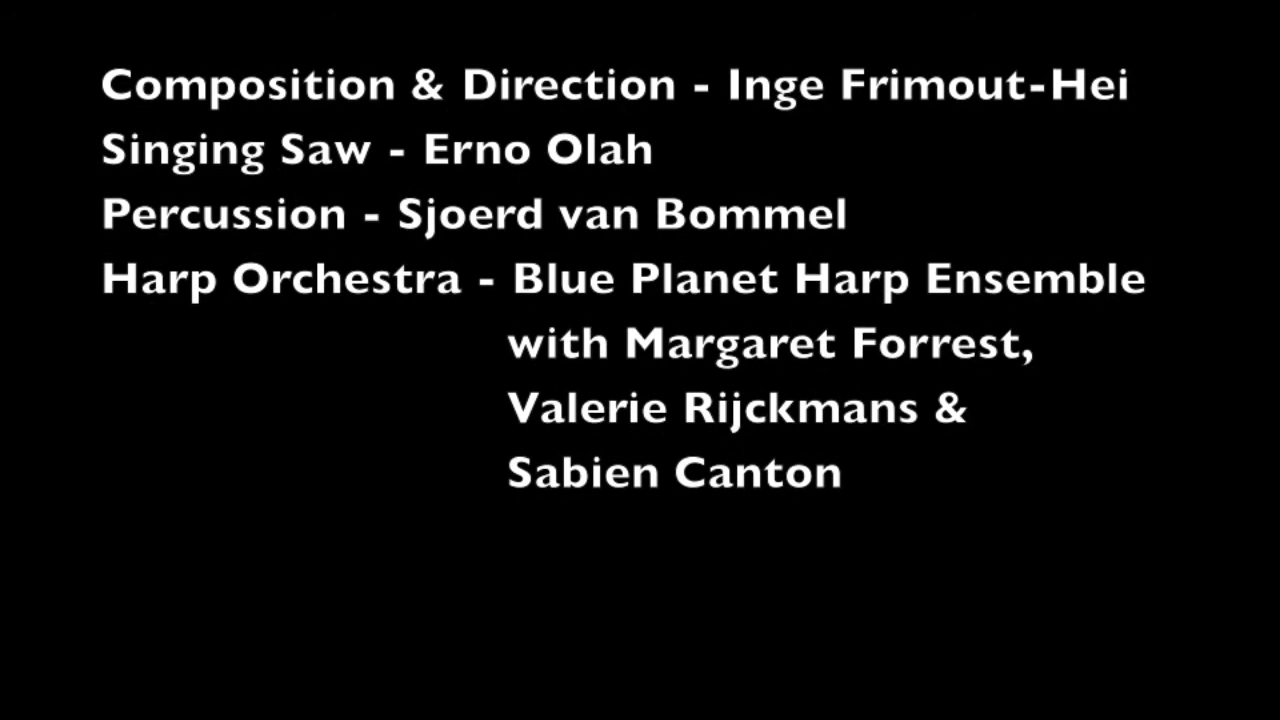 Composition & Direction - Inge Frimout-Hei
Singing Saw - Erno Olah
Percussion - Sjoerd van Bommel
Harp Orchestra - Blue Planet Harp Ensemble
with Margaret Forrest,
Valerie Rijckmans &
Sabien Canton